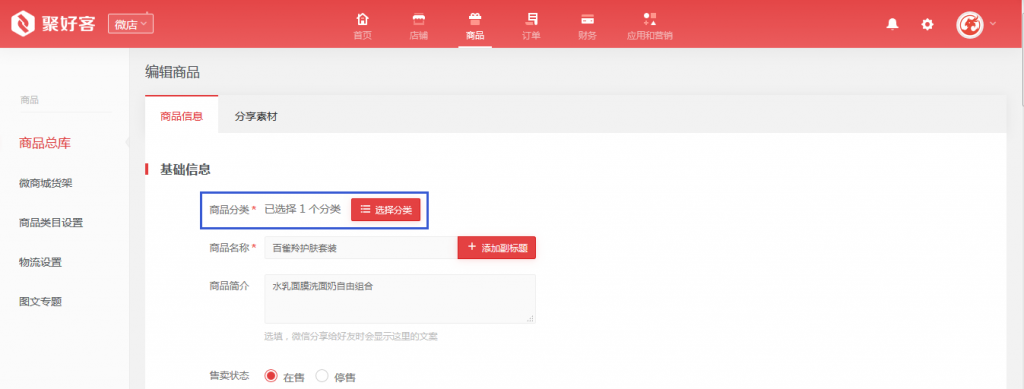 聚好客 微店
首页 店铺 商品 订单 财务 应用和营销
商品
商品总库
微商城货架
商品类目设置
物流设置
图文专题
编辑商品
商品信息 分享素材
基础信息
商品分类 * 已选择 1 个分类 选择分类
商品名称 * 百雀羚护肤套装 + 添加副标题
商品简介 水乳面膜洗面奶自由组合
选填，微信分享给好友时会显示这里的文案
售卖状态 在售 停售